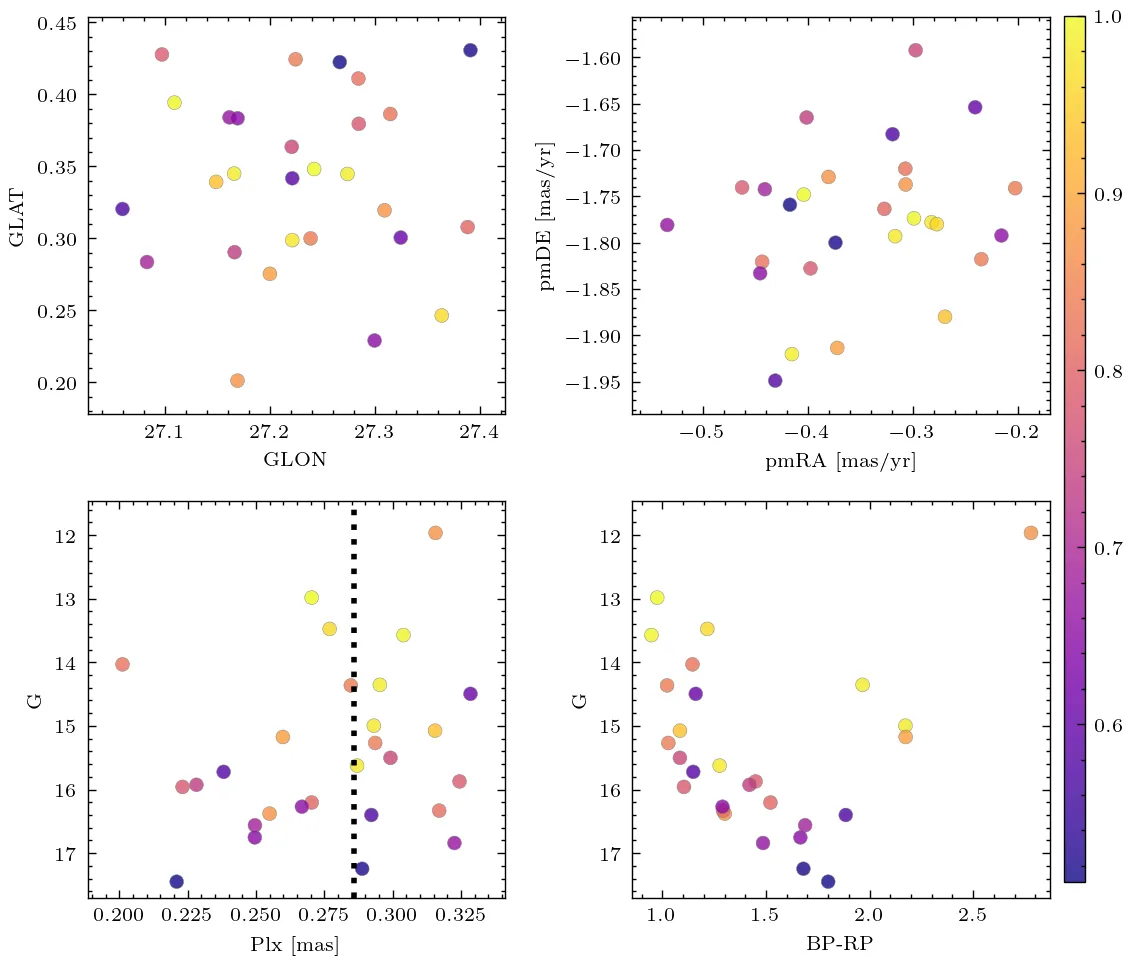 0.45
0.40
0.35
0.30
0.25
0.20
GLAT
27.1 27.2 27.3 27.4
GLON
−1.60
−1.65
−1.70
−1.75
−1.80
−1.85
−1.90
−1.95
pmDE [mas/yr]
−0.5 −0.4 −0.3 −0.2
pmRA [mas/yr]
1.0
0.9
0.8
0.7
0.6
12
13
14
15
16
17
G
0.200 0.225 0.250 0.275 0.300 0.325
Plx [mas]
12
13
14
15
16
17
G
1.0 1.5 2.0 2.5
BP-RP